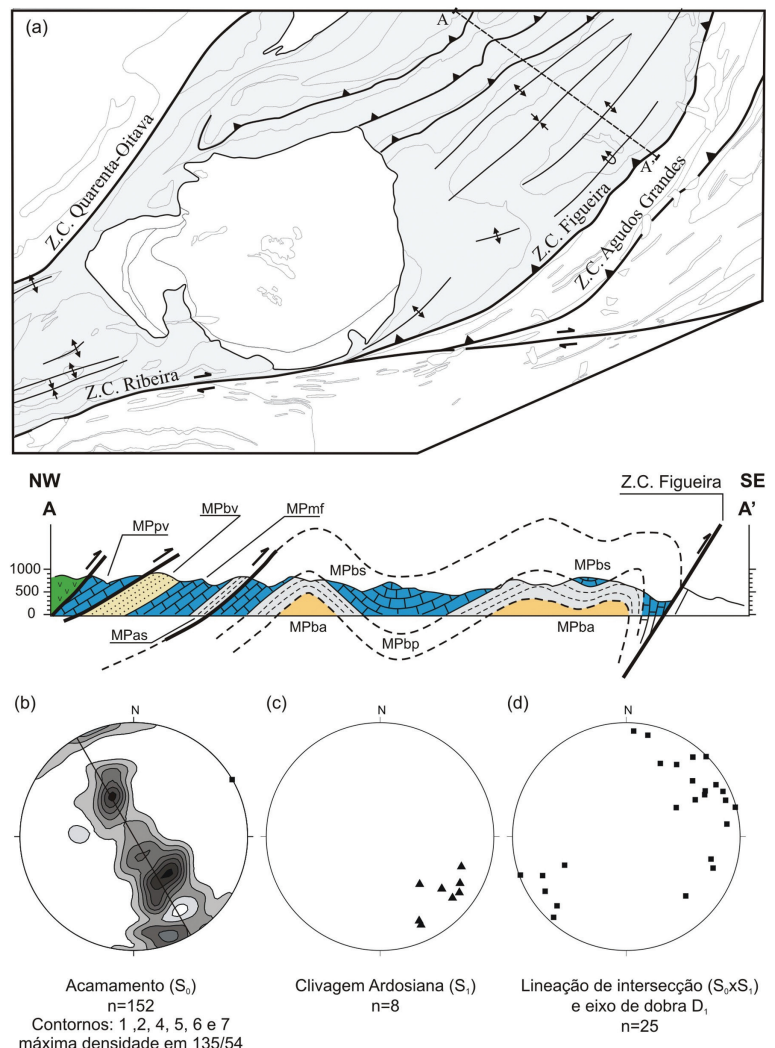 (a)
A
A'
Z.C. Quarenta-Oitava
Z.C. Figueira
Z.C. Agudos Grandes
Z.C. Ribeira
NW
A
Z.C. Figueira
SE
A'
MPpv
MPbv
MPmf
1000
500
0
MPbs
MPbs
MPas
MPba
MPbp
MPba
(b)
N
(c)
N
(d)
N
Acamamento (S₀)
n=152
Contornos: 1 ,2, 4, 5, 6 e 7
máxima densidade em 135/54
Clivagem Ardosiana (S₁)
n=8
Lineação de intersecção (S₀xS₁)
e eixo de dobra D₁
n=25